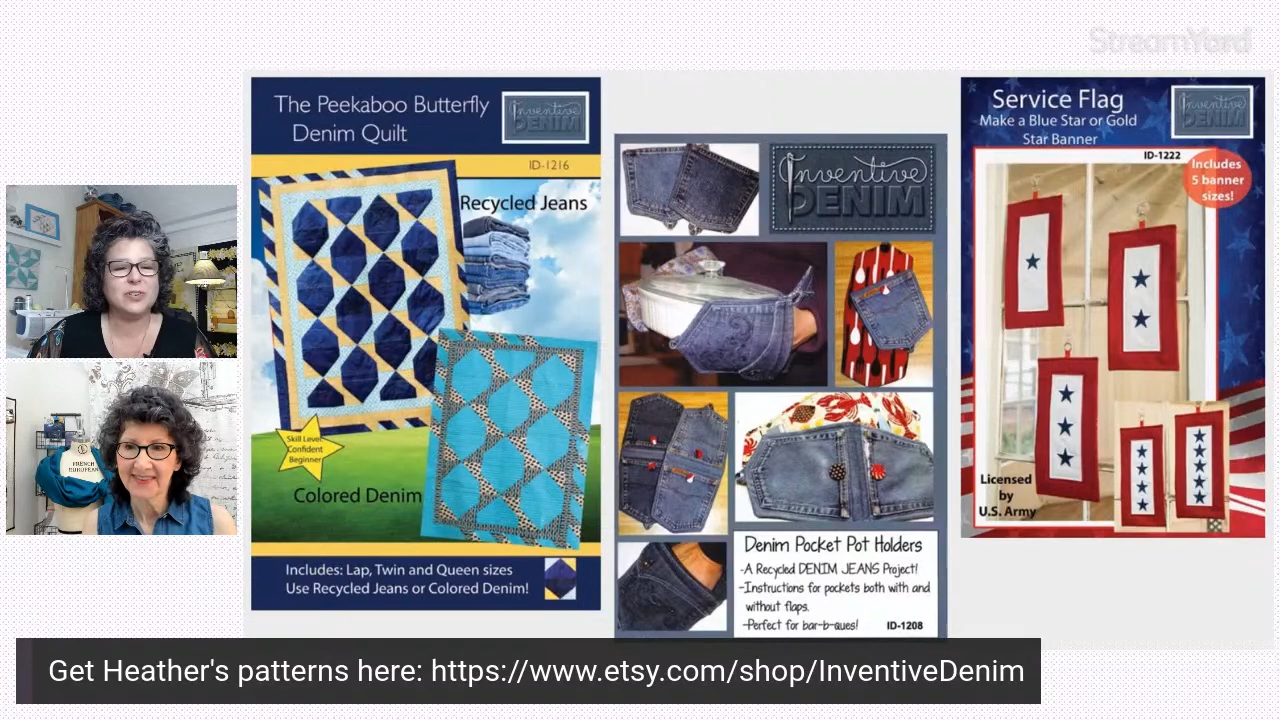 StreamYard
The Peekaboo Butterfly
Denim Quilt
Inventive
DENIM
ID-1216
Recycled Jeans
Skill Level:
Confident
Beginner
Colored Denim
Includes: Lap, Twin and Queen sizes
Use Recycled Jeans or Colored Denim!
Inventive
DENIM
Denim Pocket Pot Holders
-A Recycled DENIM JEANS Project!
-Instructions for pockets both with and
without flaps.
-Perfect for bar-b-ques!
ID-1208
Service Flag
Make a Blue Star or Gold
Star Banner
Inventive
DENIM
ID-1222
Includes
5 banner
sizes!
Licensed
by
U.S. Army
FRENCH
EUROPEAN
Get Heather's patterns here: https://www.etsy.com/shop/InventiveDenim